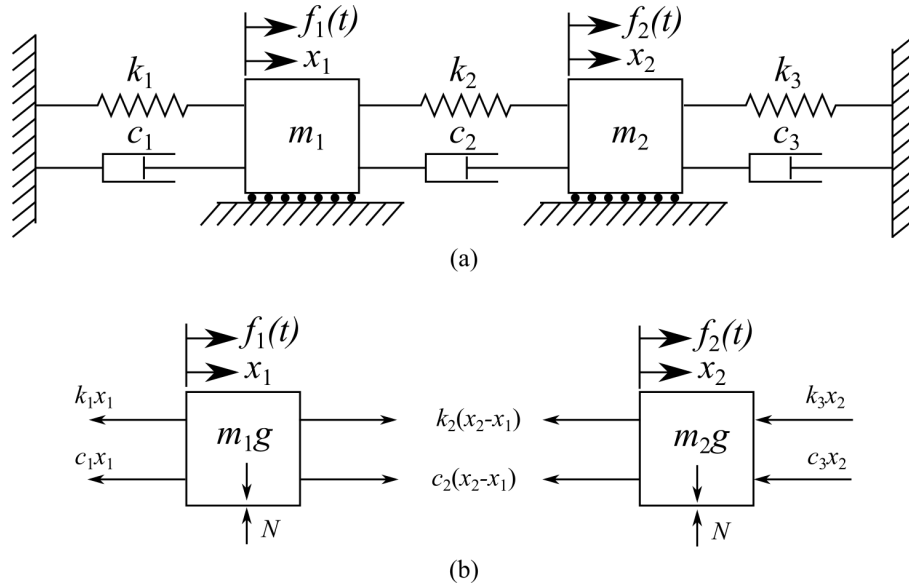 f₁(t) f₂(t)
x₁ x₂
k₁ k₂ k₃
m₁ m₂
c₁ c₂ c₃
(a)
f₁(t) f₂(t)
x₁ x₂
k₁x₁ k₂(x₂-x₁) k₃x₂
m₁g m₂g
c₁x₁ c₂(x₂-x₁) c₃x₂
N N
(b)